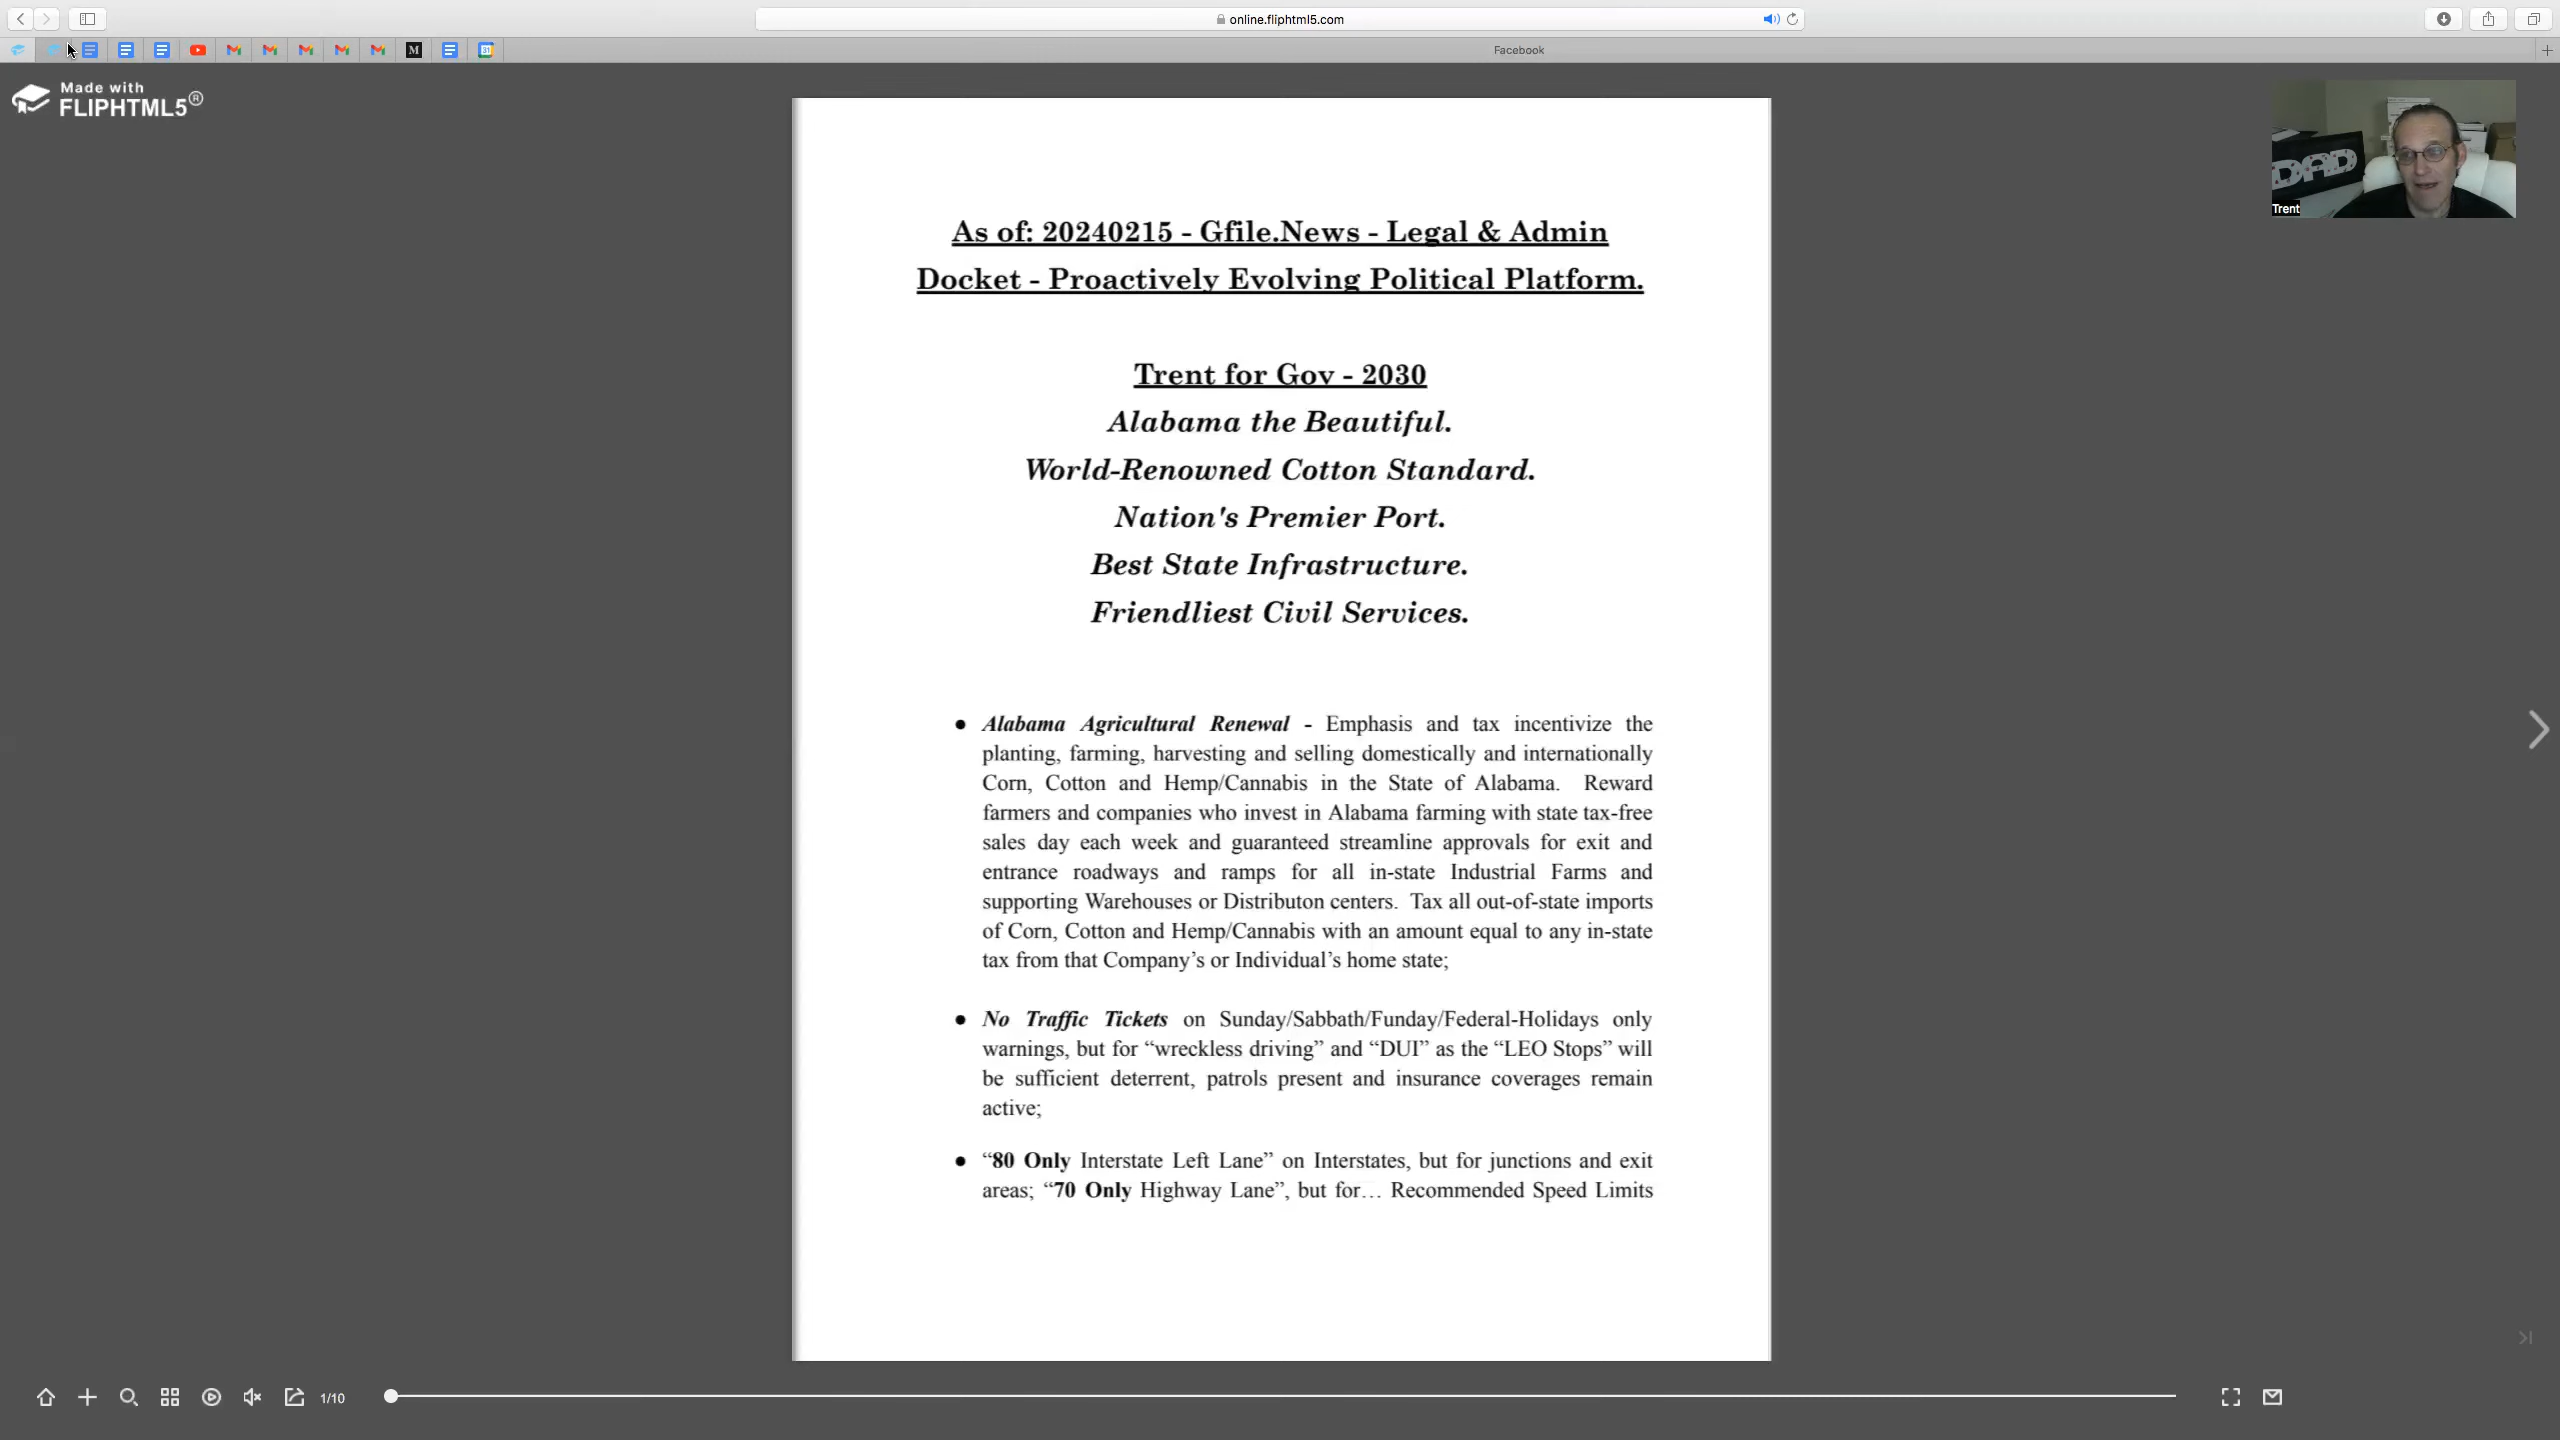 online.fliphtml5.com
Facebook
Made with
FLIPHTML5®
DAD
Trent
As of: 20240215 - Gfile.News - Legal & Admin
Docket - Proactively Evolving Political Platform.
Trent for Gov - 2030
Alabama the Beautiful.
World-Renowned Cotton Standard.
Nation's Premier Port.
Best State Infrastructure.
Friendliest Civil Services.
● Alabama Agricultural Renewal - Emphasis and tax incentivize the
planting, farming, harvesting and selling domestically and internationally
Corn, Cotton and Hemp/Cannabis in the State of Alabama. Reward
farmers and companies who invest in Alabama farming with state tax-free
sales day each week and guaranteed streamline approvals for exit and
entrance roadways and ramps for all in-state Industrial Farms and
supporting Warehouses or Distributon centers. Tax all out-of-state imports
of Corn, Cotton and Hemp/Cannabis with an amount equal to any in-state
tax from that Company’s or Individual’s home state;
● No Traffic Tickets on Sunday/Sabbath/Funday/Federal-Holidays only
warnings, but for “wreckless driving” and “DUI” as the “LEO Stops” will
be sufficient deterrent, patrols present and insurance coverages remain
active;
● “80 Only Interstate Left Lane” on Interstates, but for junctions and exit
areas; “70 Only Highway Lane”, but for… Recommended Speed Limits
1/10